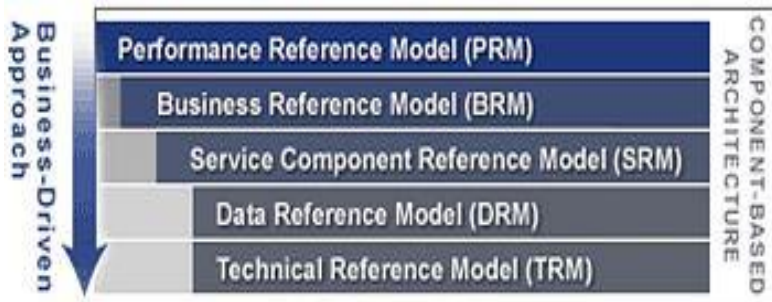 Business-Driven
Approach
Performance Reference Model (PRM)
Business Reference Model (BRM)
Service Component Reference Model (SRM)
Data Reference Model (DRM)
Technical Reference Model (TRM)
COMPONENT-BASED
ARCHITECTURE